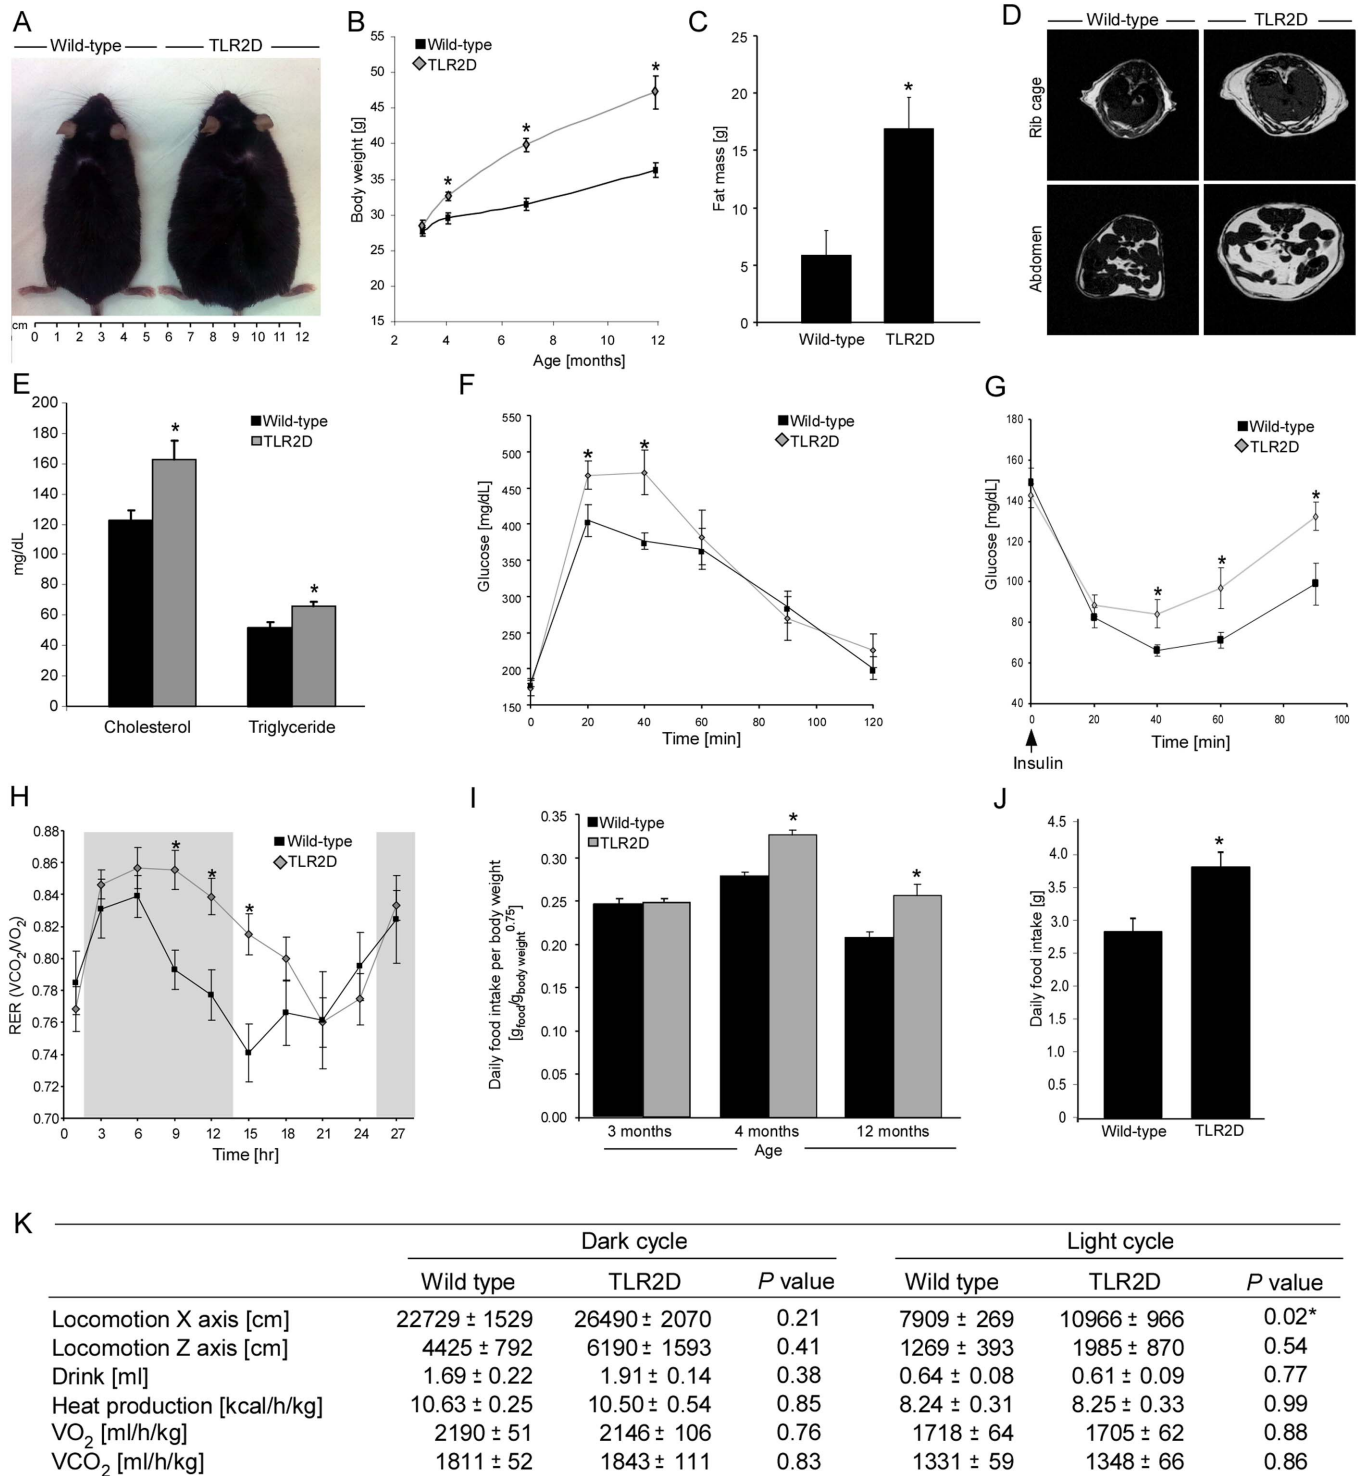 A
Wild-type TLR2D
cm 0 1 2 3 4 5 6 7 8 9 10 11 12
B
Wild-type
TLR2D
Body weight [g]
55
50
45
40
35
30
25
20
15
* * *
2 4 6 8 10 12
Age [months]
C
Fat mass [g]
25
20
15
10
5
0
*
Wild-type TLR2D
D
Wild-type TLR2D
Rib cage
Abdomen
E
Wild-type
TLR2D
mg/dL
200
180
160
140
120
100
80
60
40
20
0
* *
Cholesterol Triglyceride
F
Wild-type
TLR2D
Glucose [mg/dL]
550
500
450
400
350
300
250
200
150
* *
0 20 40 60 80 100 120
Time [min]
G
Wild-type
TLR2D
Glucose [mg/dL]
180
160
140
120
100
80
60
40
* * *
0 20 40 60 80 100
Time [min]
Insulin
H
Wild-type
TLR2D
RER (VCO2/VO2)
0.88
0.86
0.84
0.82
0.80
0.78
0.76
0.74
0.72
0.70
* * *
0 3 6 9 12 15 18 21 24 27
Time [hr]
I
Wild-type
TLR2D
Daily food intake per body weight
[gfood/gbody weight0.75]
0.35
0.30
0.25
0.20
0.15
0.10
0.05
0.00
* *
3 months 4 months 12 months
Age
J
Daily food intake [g]
4.5
4.0
3.5
3.0
2.5
2.0
1.5
1.0
0.5
0
*
Wild-type TLR2D
K
Dark cycle Light cycle
Wild type TLR2D P value Wild type TLR2D P value
Locomotion X axis [cm] 22729 ± 1529 26490 ± 2070 0.21 7909 ± 269 10966 ± 966 0.02*
Locomotion Z axis [cm] 4425 ± 792 6190 ± 1593 0.41 1269 ± 393 1985 ± 870 0.54
Drink [ml] 1.69 ± 0.22 1.91 ± 0.14 0.38 0.64 ± 0.08 0.61 ± 0.09 0.77
Heat production [kcal/h/kg] 10.63 ± 0.25 10.50 ± 0.54 0.85 8.24 ± 0.31 8.25 ± 0.33 0.99
VO2 [ml/h/kg] 2190 ± 51 2146 ± 106 0.76 1718 ± 64 1705 ± 62 0.88
VCO2 [ml/h/kg] 1811 ± 52 1843 ± 111 0.83 1331 ± 59 1348 ± 66 0.86